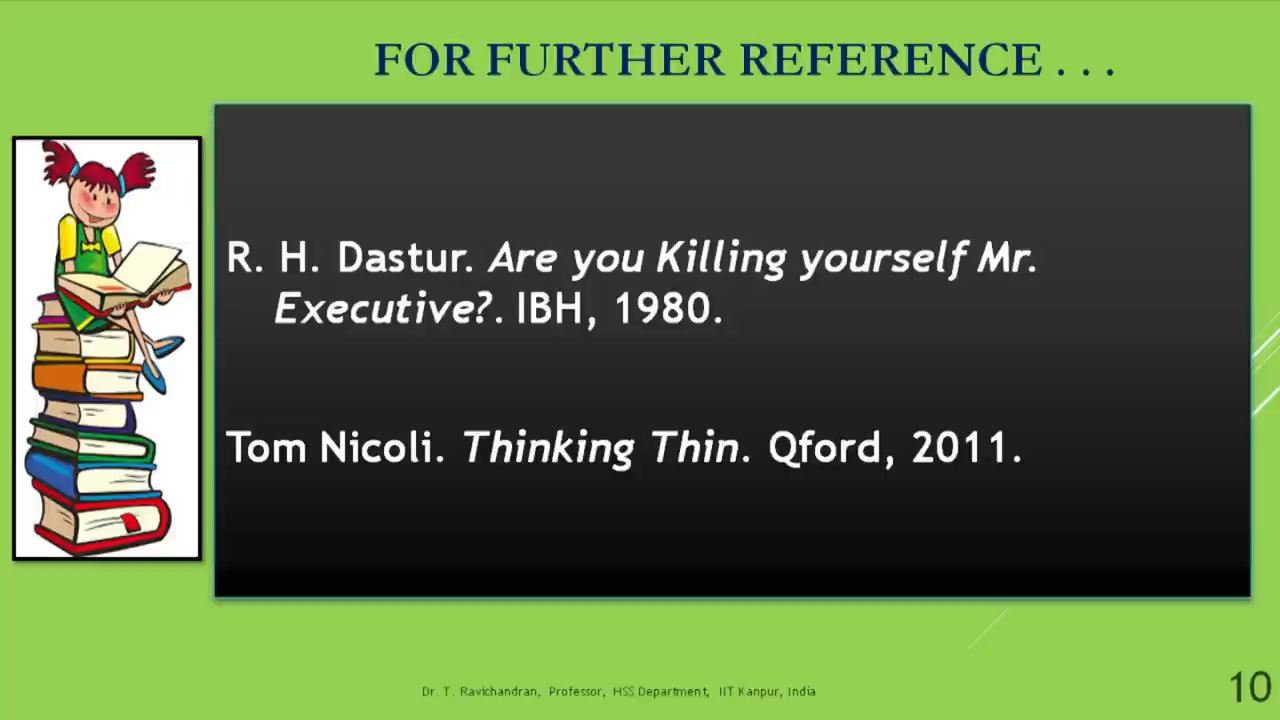 FOR FURTHER REFERENCE . . .
R. H. Dastur. Are you Killing yourself Mr.
Executive?. IBH, 1980.
Tom Nicoli. Thinking Thin. Qford, 2011.
Dr. T. Ravichandran, Professor, HSS Department, IIT Kanpur, India
10